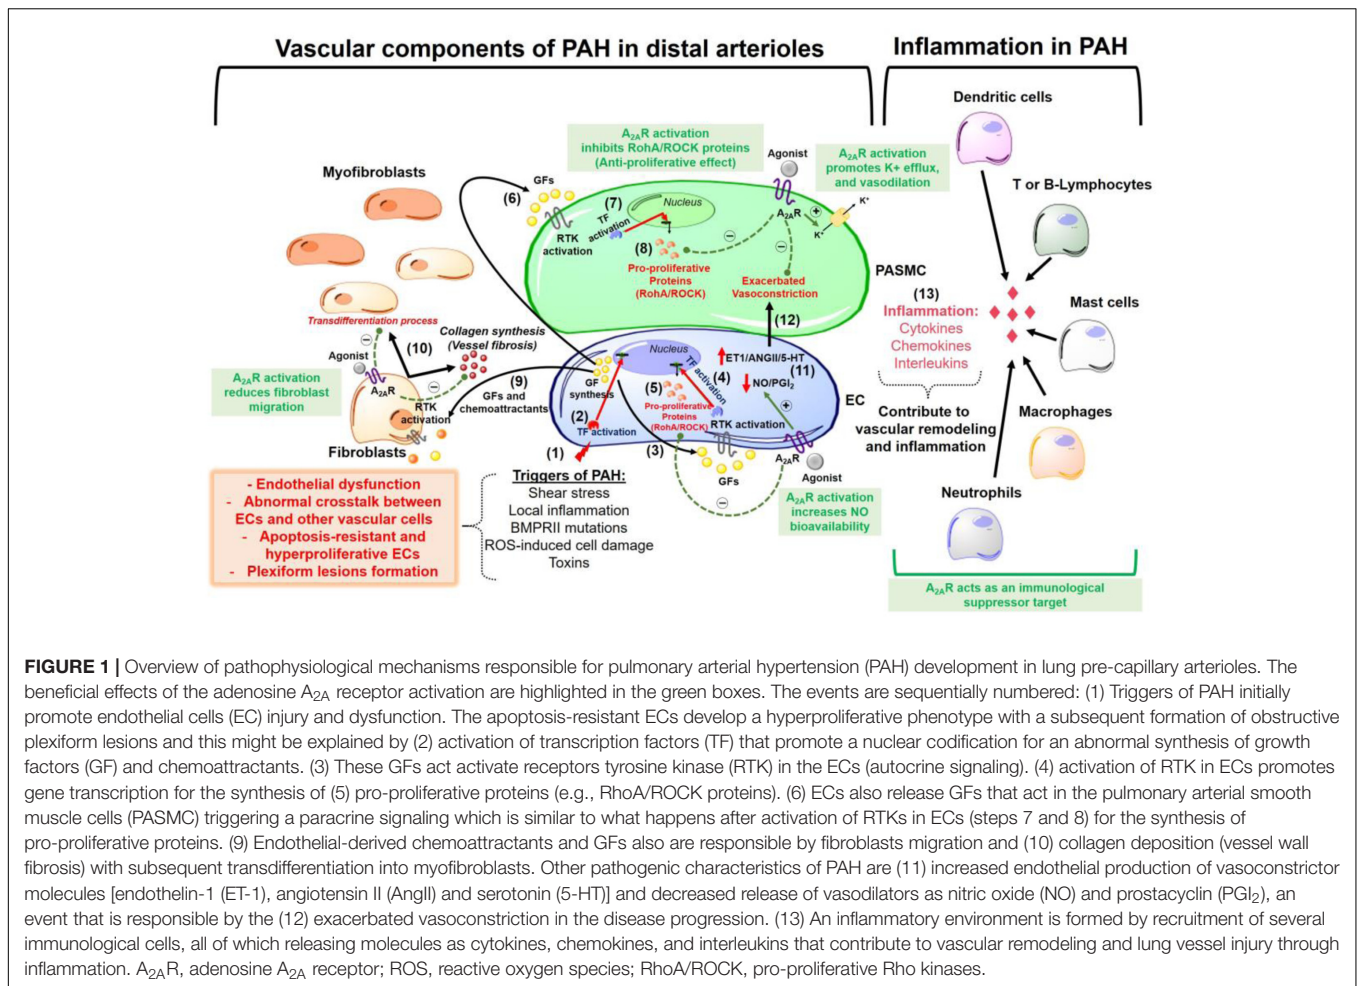 Vascular components of PAH in distal arterioles
Inflammation in PAH
Dendritic cells
A2AR activation
inhibits RohA/ROCK proteins
(Anti-proliferative effect)
Agonist
A2AR activation
promotes K+ efflux,
and vasodilation
Myofibroblasts
GFs
(6)
(7)
Nucleus
TF
activation
RTK
activation
A2AR
+
K+
K+
T or B-Lymphocytes
(8)
−
−
Pro-proliferative
Proteins
(RohA/ROCK)
Exacerbated
Vasoconstriction
PASMC
(13)
Inflammation:
Cytokines
Chemokines
Interleukins
Mast cells
Transdifferentiation process
Collagen synthesis
(Vessel fibrosis)
(10)
(12)
−
Agonist
A2AR activation
reduces fibroblast
migration
A2AR
−
RTK
activation
Fibroblasts
(9)
GFs and
chemoattractants
GF
synthesis
Nucleus
TF activation
(4)
ET1/ANGII/5-HT
(11)
NO/PGI2
(5)
Pro-proliferative
Proteins
(RohA/ROCK)
+
EC
(2)
TF activation
RTK activation
(1)
(3)
GFs
A2AR
Agonist
−
Contribute to
vascular remodeling
and inflammation
Macrophages
Neutrophils
- Endothelial dysfunction
- Abnormal crosstalk between
ECs and other vascular cells
- Apoptosis-resistant and
hyperproliferative ECs
- Plexiform lesions formation
Triggers of PAH:
Shear stress
Local inflammation
BMPRII mutations
ROS-induced cell damage
Toxins
A2AR activation
increases NO
bioavailability
A2AR acts as an immunological
suppressor target
FIGURE 1 | Overview of pathophysiological mechanisms responsible for pulmonary arterial hypertension (PAH) development in lung pre-capillary arterioles. The
beneficial effects of the adenosine A2A receptor activation are highlighted in the green boxes. The events are sequentially numbered: (1) Triggers of PAH initially
promote endothelial cells (EC) injury and dysfunction. The apoptosis-resistant ECs develop a hyperproliferative phenotype with a subsequent formation of obstructive
plexiform lesions and this might be explained by (2) activation of transcription factors (TF) that promote a nuclear codification for an abnormal synthesis of growth
factors (GF) and chemoattractants. (3) These GFs act activate receptors tyrosine kinase (RTK) in the ECs (autocrine signaling). (4) activation of RTK in ECs promotes
gene transcription for the synthesis of (5) pro-proliferative proteins (e.g., RhoA/ROCK proteins). (6) ECs also release GFs that act in the pulmonary arterial smooth
muscle cells (PASMC) triggering a paracrine signaling which is similar to what happens after activation of RTKs in ECs (steps 7 and 8) for the synthesis of
pro-proliferative proteins. (9) Endothelial-derived chemoattractants and GFs also are responsible by fibroblasts migration and (10) collagen deposition (vessel wall
fibrosis) with subsequent transdifferentiation into myofibroblasts. Other pathogenic characteristics of PAH are (11) increased endothelial production of vasoconstrictor
molecules [endothelin-1 (ET-1), angiotensin II (AngII) and serotonin (5-HT)] and decreased release of vasodilators as nitric oxide (NO) and prostacyclin (PGI2), an
event that is responsible by the (12) exacerbated vasoconstriction in the disease progression. (13) An inflammatory environment is formed by recruitment of several
immunological cells, all of which releasing molecules as cytokines, chemokines, and interleukins that contribute to vascular remodeling and lung vessel injury through
inflammation. A2AR, adenosine A2A receptor; ROS, reactive oxygen species; RhoA/ROCK, pro-proliferative Rho kinases.